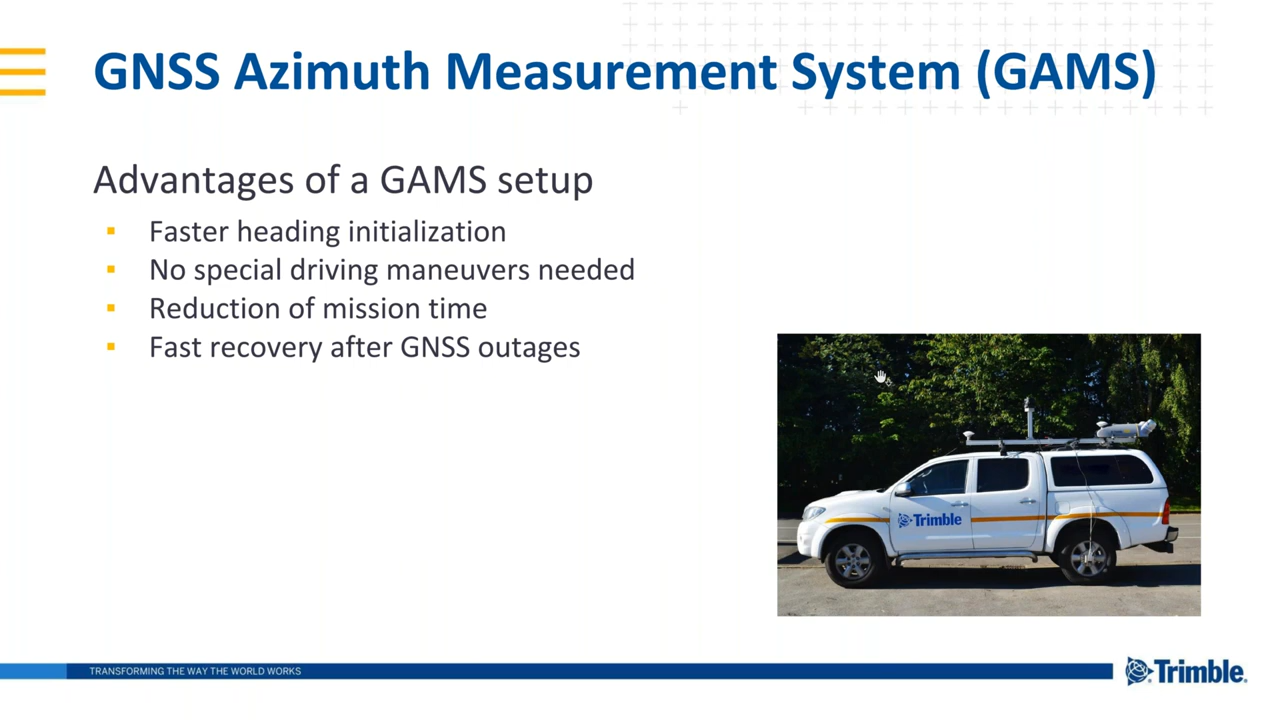 GNSS Azimuth Measurement System (GAMS)
Advantages of a GAMS setup
Faster heading initialization
No special driving maneuvers needed
Reduction of mission time
Fast recovery after GNSS outages
Trimble
TRANSFORMING THE WAY THE WORLD WORKS
Trimble